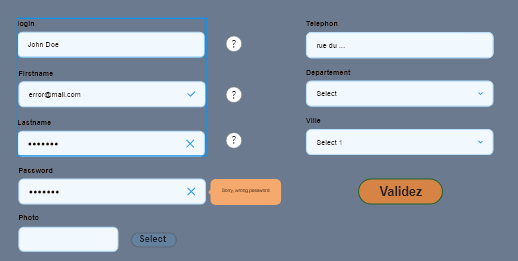 login
John Doe
?
Firstname
error@mail.com
?
Lastname
•••••••
?
Password
•••••••
Sorry, wrong password
Photo
Select
Telephon
rue du ...
Departement
Select
Ville
Select 1
Validez